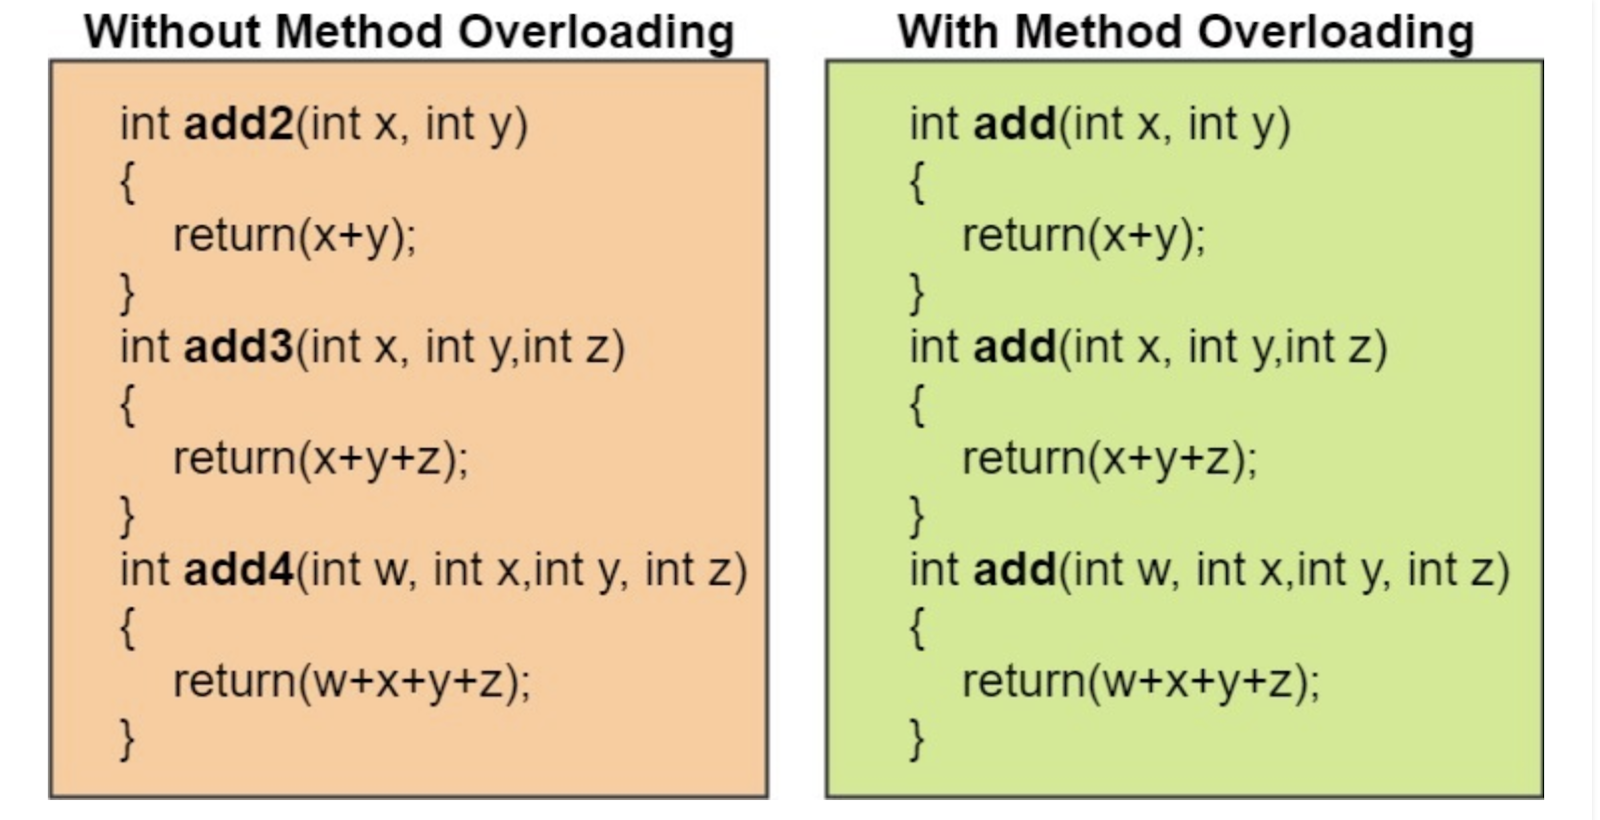 Without Method Overloading
int add2(int x, int y)
{
return(x+y);
}
int add3(int x, int y,int z)
{
return(x+y+z);
}
int add4(int w, int x,int y, int z)
{
return(w+x+y+z);
}
With Method Overloading
int add(int x, int y)
{
return(x+y);
}
int add(int x, int y,int z)
{
return(x+y+z);
}
int add(int w, int x,int y, int z)
{
return(w+x+y+z);
}